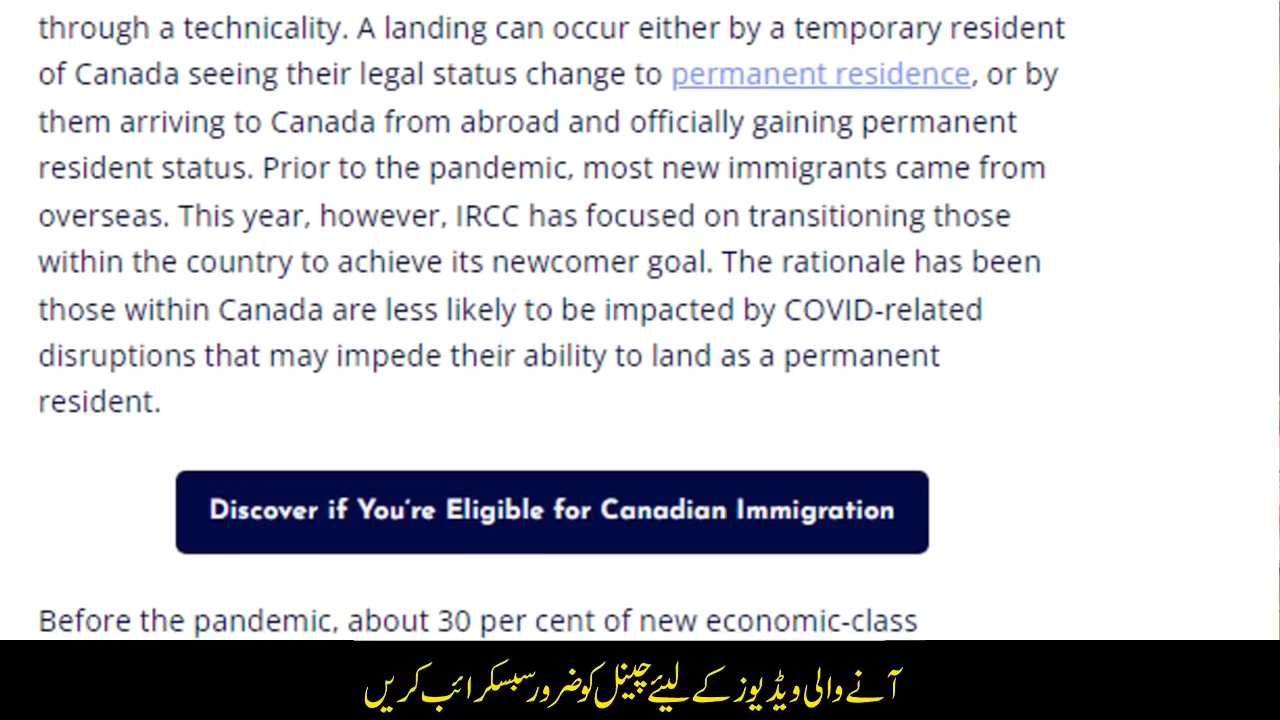 through a technicality. A landing can occur either by a temporary resident
of Canada seeing their legal status change to permanent residence, or by
them arriving to Canada from abroad and officially gaining permanent
resident status. Prior to the pandemic, most new immigrants came from
overseas. This year, however, IRCC has focused on transitioning those
within the country to achieve its newcomer goal. The rationale has been
those within Canada are less likely to be impacted by COVID-related
disruptions that may impede their ability to land as a permanent
resident.
Discover if You're Eligible for Canadian Immigration
Before the pandemic, about 30 per cent of new economic-class
آنے والی ویڈیوز کے لیئے چینل کو ضرور سبسکرائب کریں